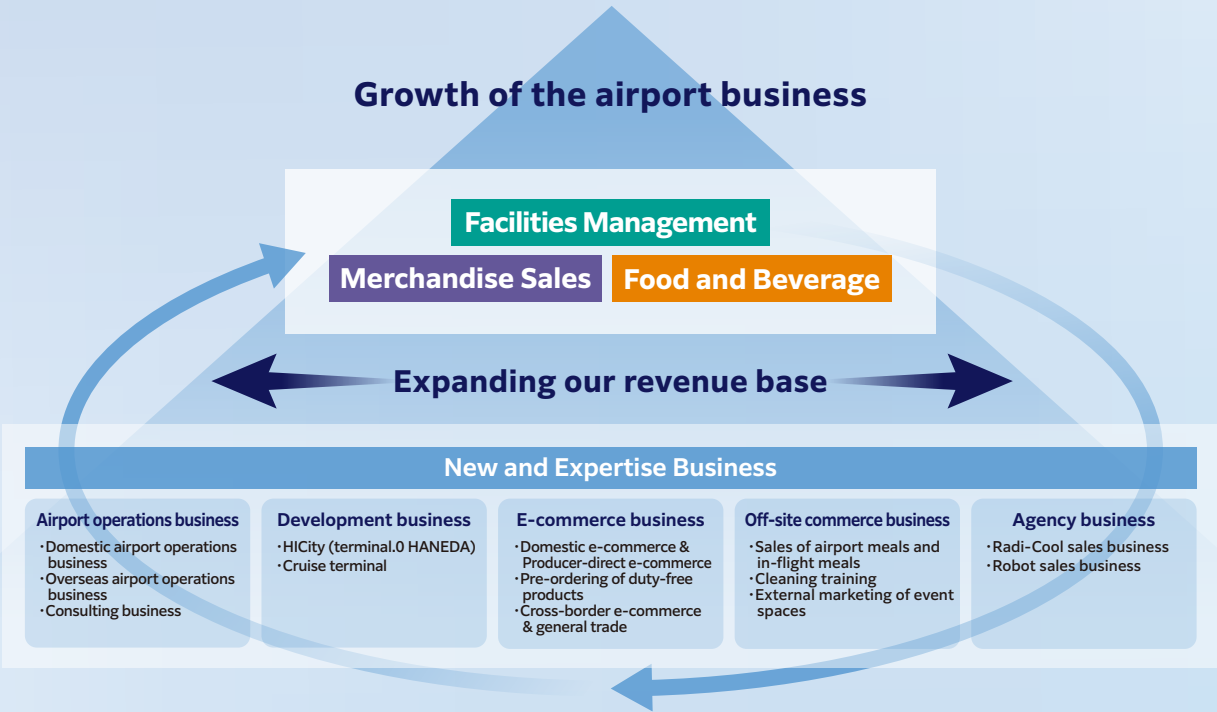 Growth of the airport business
Facilities Management
Merchandise Sales
Food and Beverage
Expanding our revenue base
New and Expertise Business
Airport operations business
・Domestic airport operations
business
・Overseas airport operations
business
・Consulting business
Development business
・HICity (terminal.0 HANEDA)
・Cruise terminal
E-commerce business
・Domestic e-commerce &
Producer-direct e-commerce
・Pre-ordering of duty-free
products
・Cross-border e-commerce
& general trade
Off-site commerce business
・Sales of airport meals and
in-flight meals
・Cleaning training
・External marketing of event
spaces
Agency business
・Radi-Cool sales business
・Robot sales business